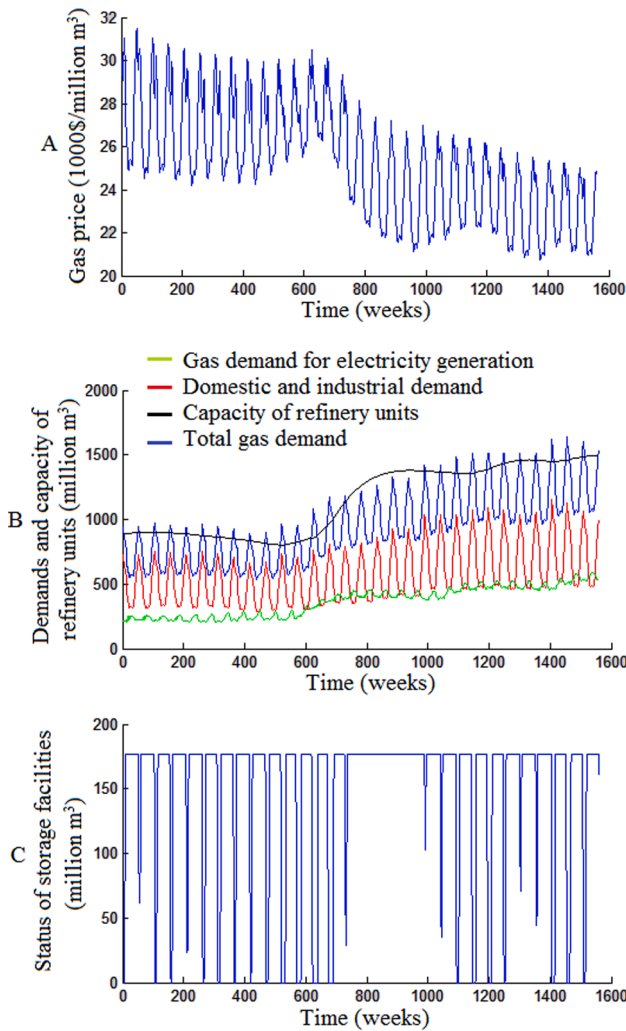 A
Gas price (1000$/million m³)
32
30
28
26
24
22
20
0 200 400 600 800 1000 1200 1400 1600
Time (weeks)
Gas demand for electricity generation
Domestic and industrial demand
Capacity of refinery units
Total gas demand
B
Demands and capacity of
refinery units (million m³)
2000
1500
1000
500
0
0 200 400 600 800 1000 1200 1400 1600
Time (weeks)
C
Status of storage facilities
(million m³)
200
150
100
50
0
0 200 400 600 800 1000 1200 1400 1600
Time (weeks)